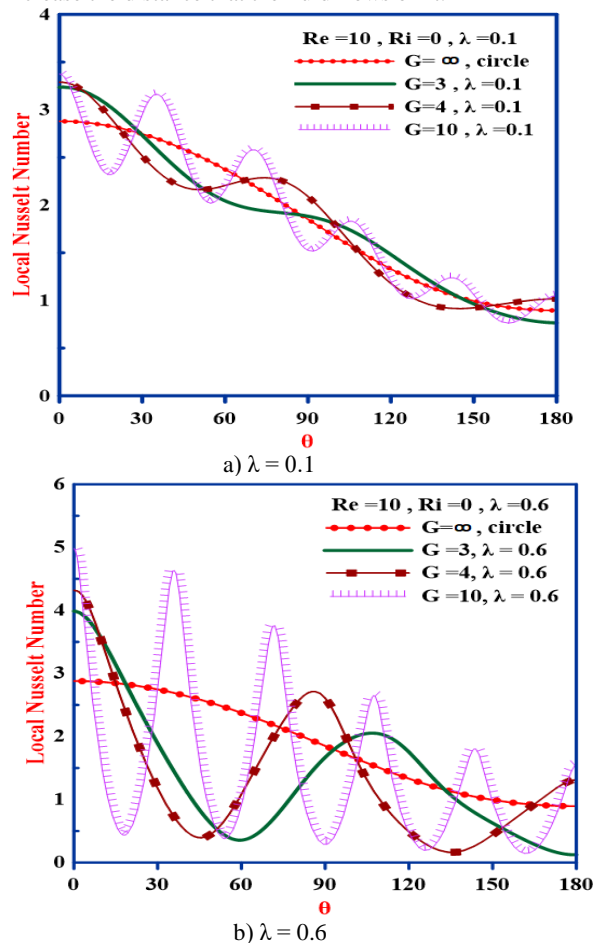 Re =10 , Ri =0 , λ =0.1
G= ∞ , circle
G=3 , λ =0.1
G=4 , λ =0.1
G=10 , λ =0.1
Local Nusselt Number
4
3
2
1
0
0 30 60 90 120 150 180
θ
a) λ = 0.1
Re =10 , Ri =0 , λ =0.6
G=∞, circle
G =3, λ = 0.6
G =4, λ = 0.6
G =10, λ = 0.6
Local Nusselt Number
6
5
4
3
2
1
0
0 30 60 90 120 150 180
θ
b) λ = 0.6